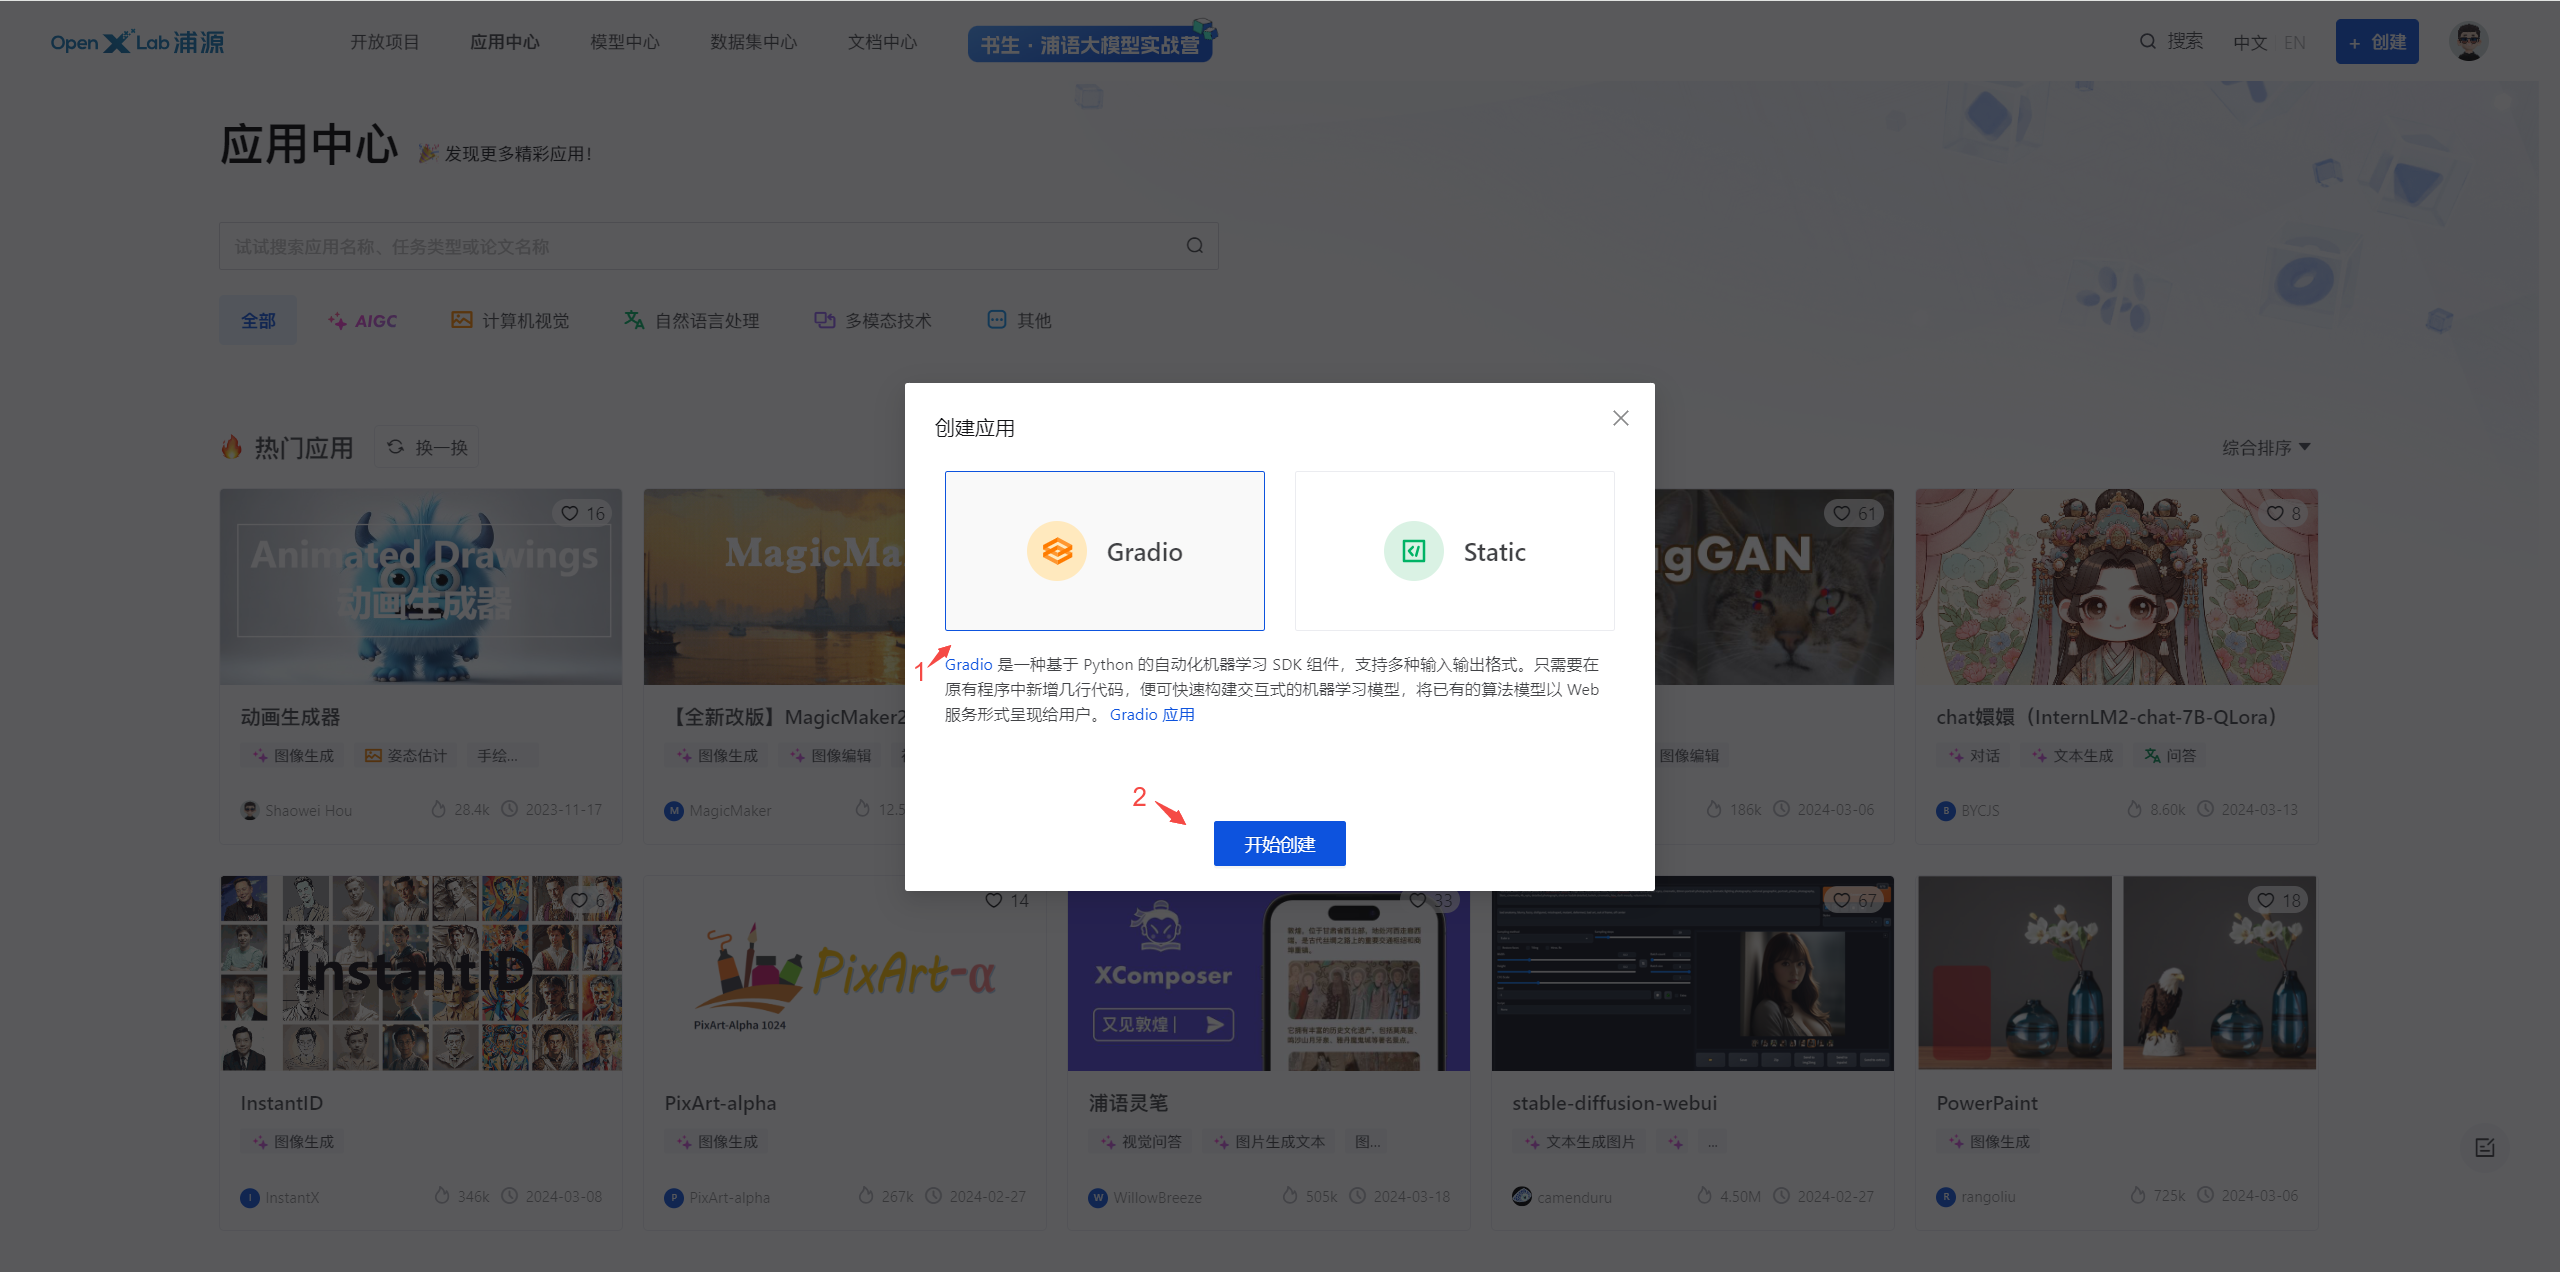 OpenXLab浦源
开放项目
应用中心
模型中心
数据集中心
文档中心
书生·浦语大模型实战营
搜索
中文 EN
+ 创建
应用中心
🎉 发现更多精彩应用！
试试搜索应用名称、任务类型或论文名称
全部
AIGC
计算机视觉
自然语言处理
多模态技术
其他
热门应用
换一换
综合排序
创建应用
Gradio
Static
1
Gradio 是一种基于 Python 的自动化机器学习 SDK 组件，支持多种输入输出格式。只需要在
原有程序中新增几行代码，便可快速构建交互式的机器学习模型，将已有的算法模型以 Web
服务形式呈现给用户。 Gradio 应用
2
开始创建
16
Animated Drawings
动画生成器
动画生成器
图像生成 姿态估计 手绘...
Shaowei Hou 28.4k 2023-11-17
MagicMa
【全新改版】MagicMaker2
图像生成 图像编辑
MagicMaker 12.5
61
gGAN
图像编辑
186k 2024-03-06
8
chat嬛嬛（InternLM2-chat-7B-QLora）
对话 文本生成 问答
BYCJS 8.60k 2024-03-13
6
InstantID
InstantID
图像生成
InstantX 346k 2024-03-08
14
PixArt-α
PixArt-Alpha 1024
PixArt-alpha
图像生成
PixArt-alpha 267k 2024-02-27
33
XComposer
又见敦煌
浦语灵笔
视觉问答 图片生成文本 图...
WillowBreeze 505k 2024-03-18
67
stable-diffusion-webui
文本生成图片 ...
camenduru 4.50M 2024-02-27
18
PowerPaint
图像生成
rangoliu 725k 2024-03-06